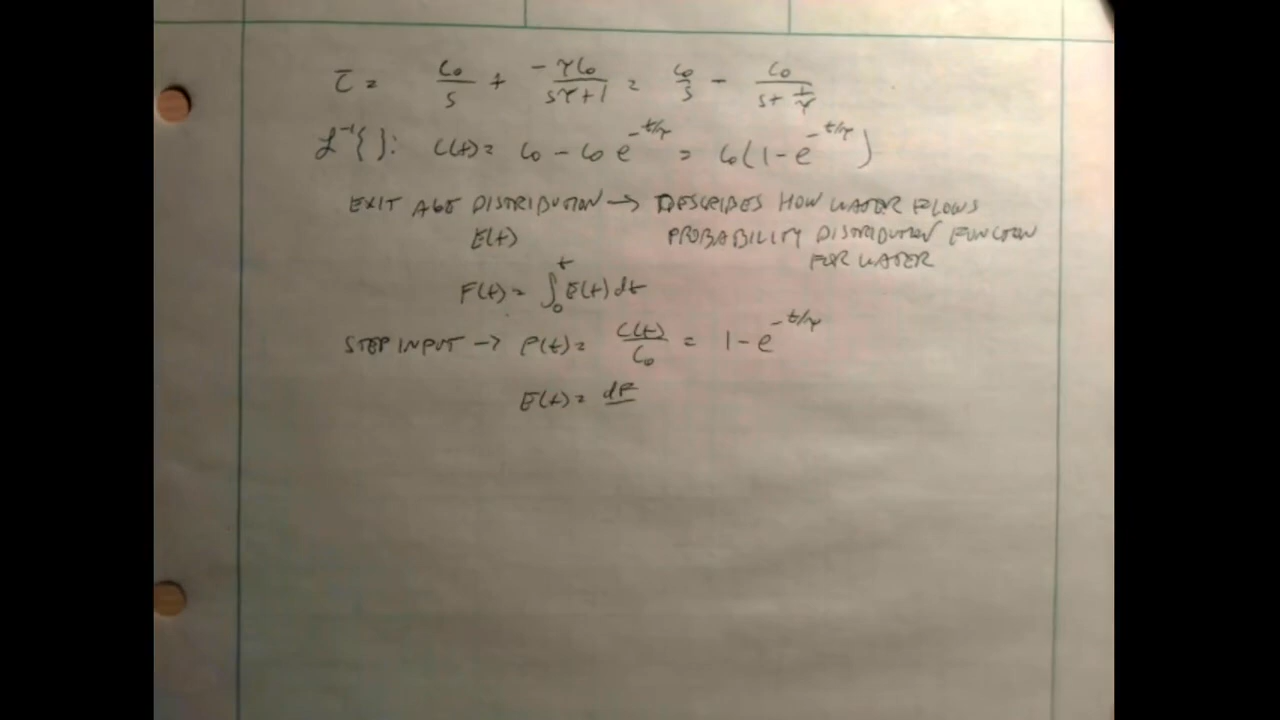 c̄ = C₀/s + -τC₀/(sτ+1) = C₀/s - C₀/(s+1/τ)
ℒ⁻¹{ }: C(t) = C₀ - C₀e^(-t/τ) = C₀(1-e^(-t/τ))
EXIT AGE DISTRIBUTION → DESCRIBES HOW WATER FLOWS
E(t) PROBABILITY DISTRIBUTION FUNCTION
FOR WATER
F(t) = ∫₀ᵗ E(t)dt
STEP INPUT → F(t) = C(t)/C₀ = 1-e^(-t/τ)
E(t) = dF